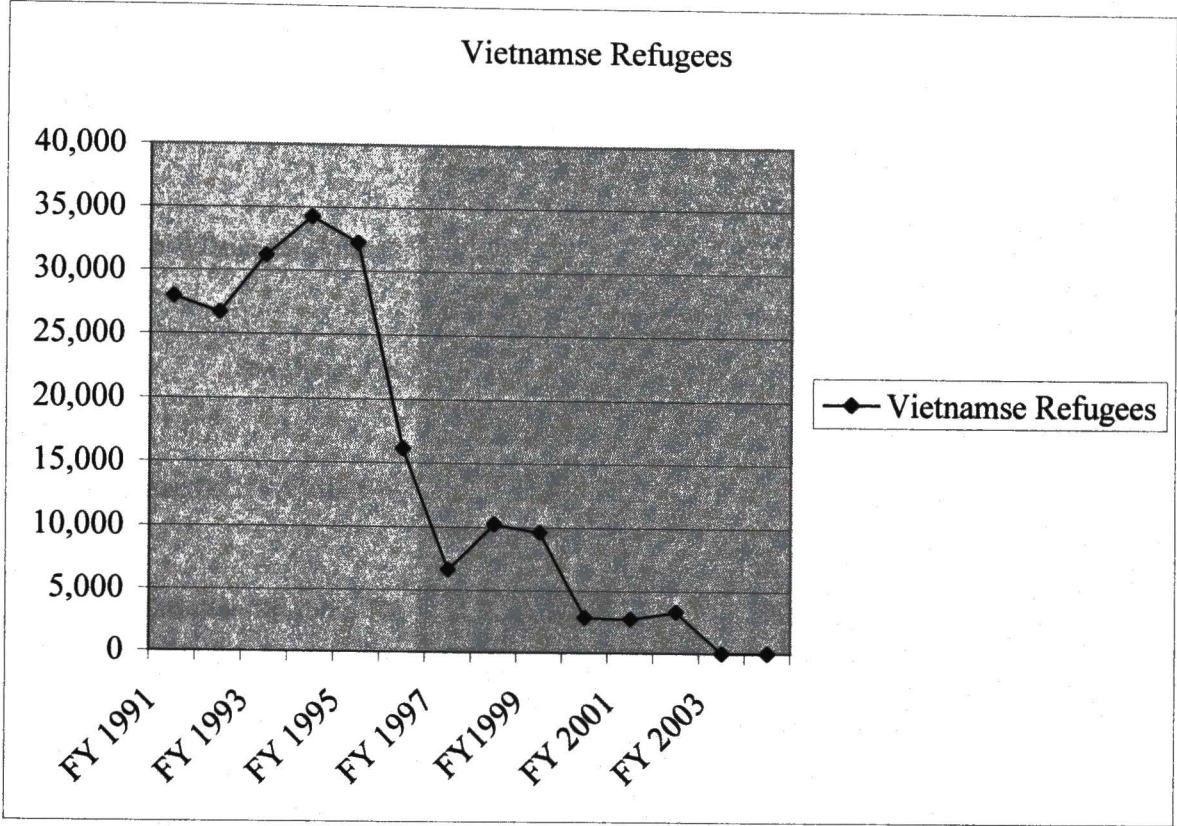 Vietnamse Refugees
40,000
35,000
30,000
25,000
20,000
15,000
10,000
5,000
0
FY 1991
FY 1993
FY 1995
FY 1997
FY1999
FY 2001
FY 2003
Vietnamse Refugees